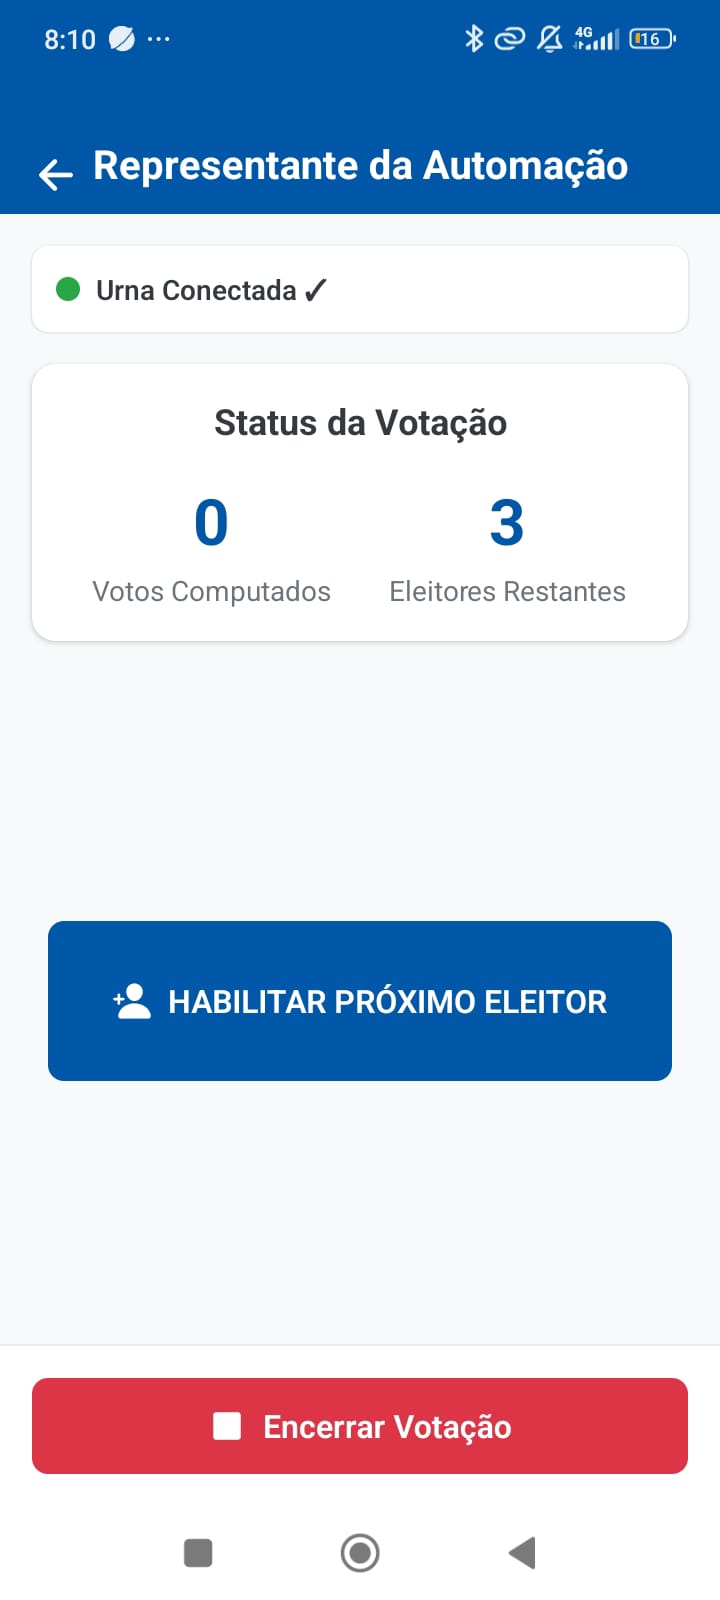 8:10 ...
4G 16
Representante da Automação
Urna Conectada ✓
Status da Votação
0 3
Votos Computados Eleitores Restantes
HABILITAR PRÓXIMO ELEITOR
Encerrar Votação